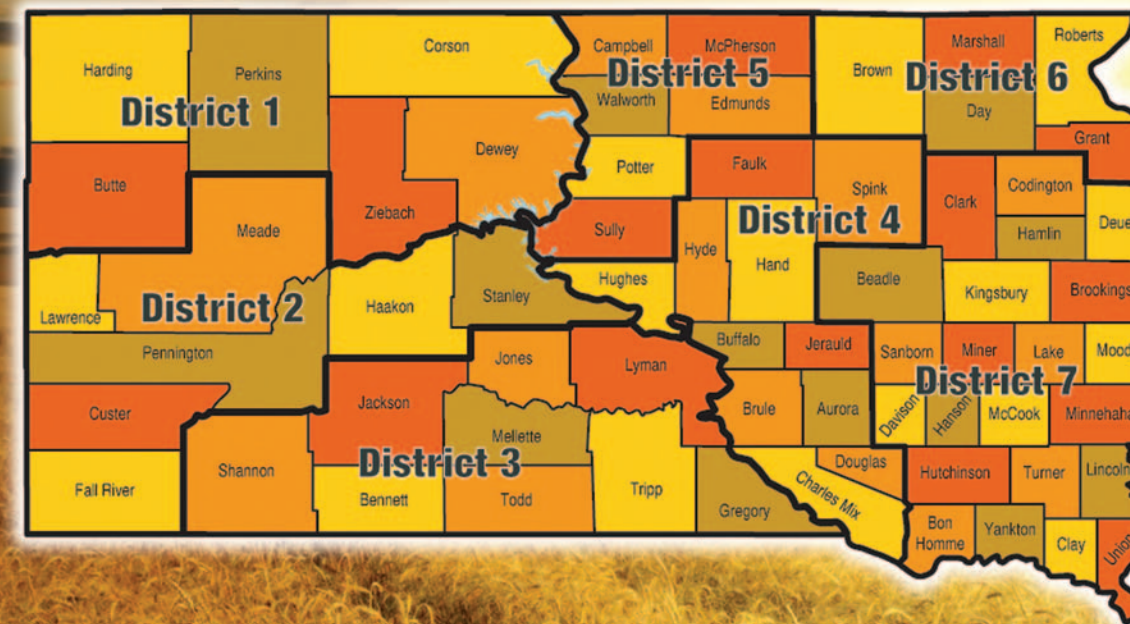 Harding
Perkins
Corson
Campbell
McPherson
Brown
Marshall
Roberts
District 1
District 5
District 6
Walworth
Edmunds
Day
Dewey
Grant
Butte
Ziebach
Potter
Faulk
Spink
Clark
Codington
Meade
Sully
Hyde
District 4
Hand
Hamlin
Deue
Lawrence
District 2
Haakon
Stanley
Hughes
Beadle
Kingsbury
Brookings
Pennington
Jones
Lyman
Buffalo
Jerauld
Sanborn
Miner
Lake
Mood
District 7
Custer
Jackson
Brule
Aurora
Davison
Hanson
McCook
Minnehaha
Mellette
District 3
Shannon
Fall River
Bennett
Todd
Tripp
Gregory
Charles Mix
Douglas
Hutchinson
Turner
Lincoln
Bon
Homme
Yankton
Clay
Union